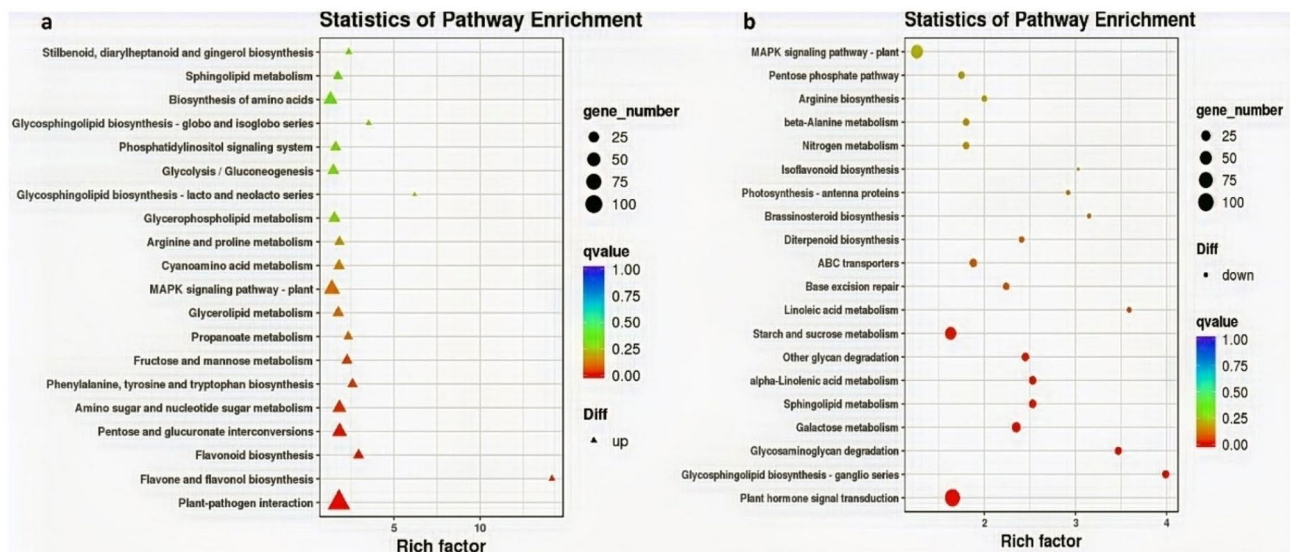 a
Statistics of Pathway Enrichment
Stilbenoid, diarylheptanoid and gingerol biosynthesis
Sphingolipid metabolism
Biosynthesis of amino acids
Glycosphingolipid biosynthesis - globo and isoglobo series
Phosphatidylinositol signaling system
Glycolysis / Gluconeogenesis
Glycosphingolipid biosynthesis - lacto and neolacto series
Glycerophospholipid metabolism
Arginine and proline metabolism
Cyanoamino acid metabolism
MAPK signaling pathway - plant
Glycerolipid metabolism
Propanoate metabolism
Fructose and mannose metabolism
Phenylalanine, tyrosine and tryptophan biosynthesis
Amino sugar and nucleotide sugar metabolism
Pentose and glucuronate interconversions
Flavonoid biosynthesis
Flavone and flavonol biosynthesis
Plant-pathogen interaction
5 10
Rich factor
gene_number
25
50
75
100
qvalue
1.00
0.75
0.50
0.25
0.00
Diff
up
b
Statistics of Pathway Enrichment
MAPK signaling pathway - plant
Pentose phosphate pathway
Arginine biosynthesis
beta-Alanine metabolism
Nitrogen metabolism
Isoflavonoid biosynthesis
Photosynthesis - antenna proteins
Brassinosteroid biosynthesis
Diterpenoid biosynthesis
ABC transporters
Base excision repair
Linoleic acid metabolism
Starch and sucrose metabolism
Other glycan degradation
alpha-Linolenic acid metabolism
Sphingolipid metabolism
Galactose metabolism
Glycosaminoglycan degradation
Glycosphingolipid biosynthesis - ganglio series
Plant hormone signal transduction
2 3 4
Rich factor
gene_number
25
50
75
100
Diff
down
qvalue
1.00
0.75
0.50
0.25
0.00